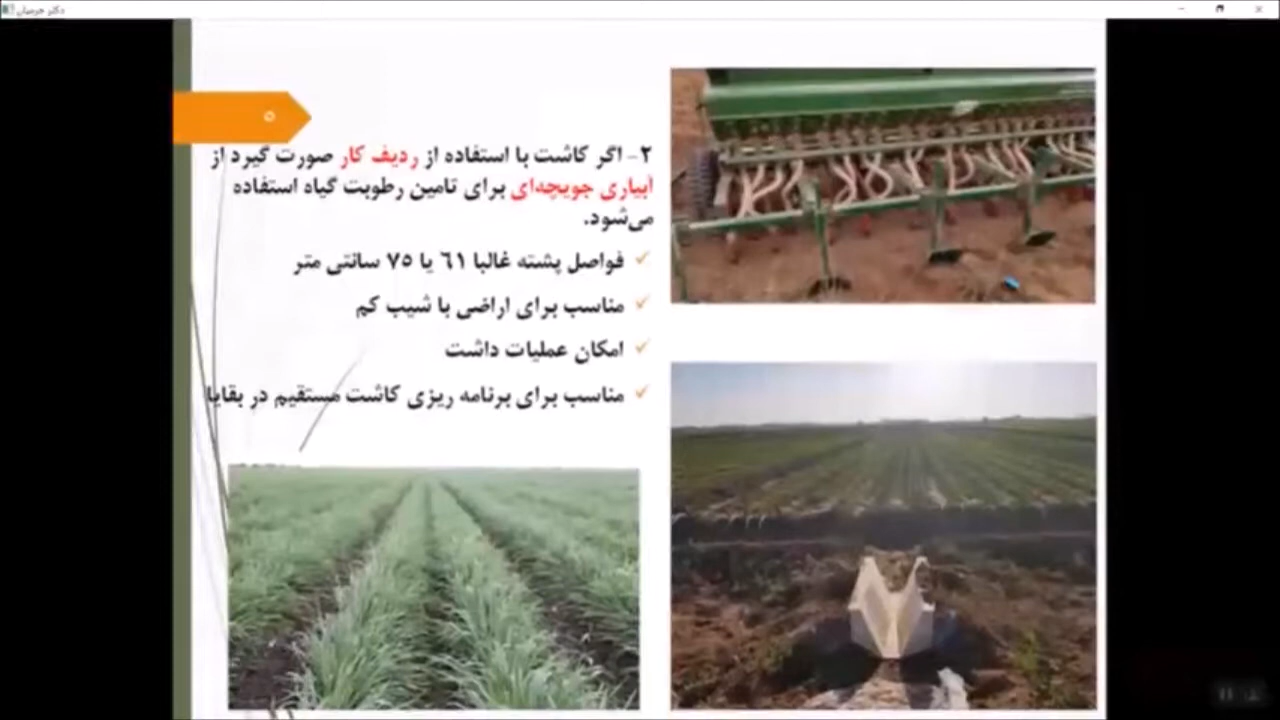 دکتر خرمیان
۵
۲- اگر کاشت با استفاده از ردیف کار صورت گیرد از
آبیاری جویچه‌ای برای تامین رطوبت گیاه استفاده
می‌شود.
✓ فواصل پشته غالبا ۶۱ یا ۷۵ سانتی متر
✓ مناسب برای اراضی با شیب کم
✓ امکان عملیات داشت
✓ مناسب برای برنامه ریزی کاشت مستقیم در بقایا